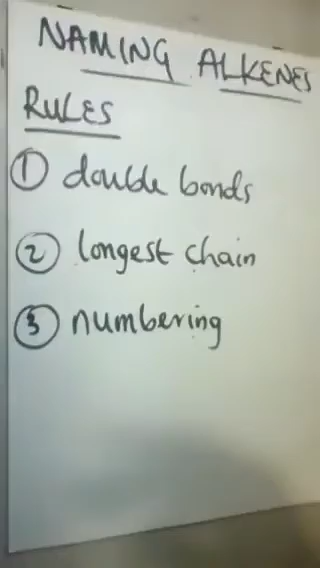 NAMING ALKENES
RULES
① double bonds
② longest chain
③ numbering